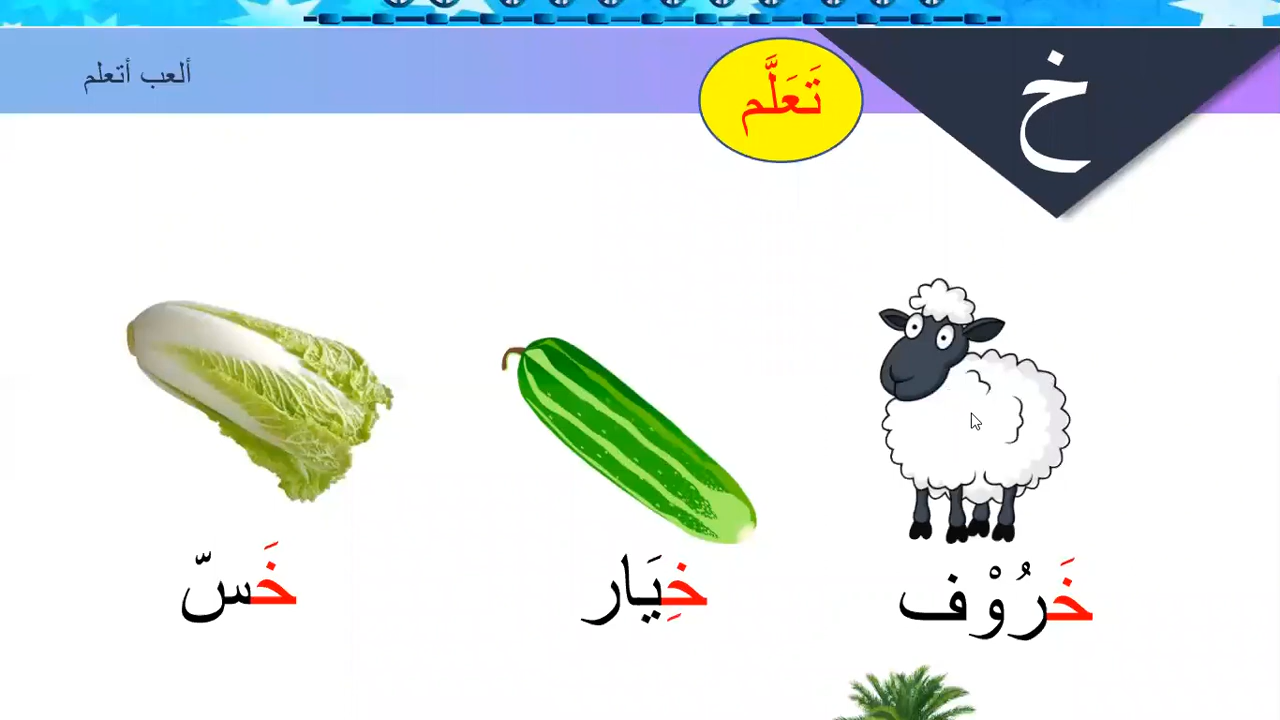 خ
تَعَلَّم
ألعب أتعلم
خَرُوْف
خِيَار
خَسّ